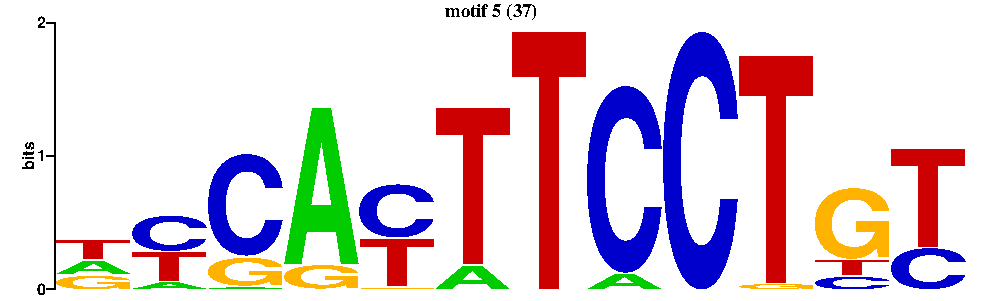 motif 5 (37)
2
bits
1
0
T C C A C T T C C T G T
A T G G T A A G T C
G A C